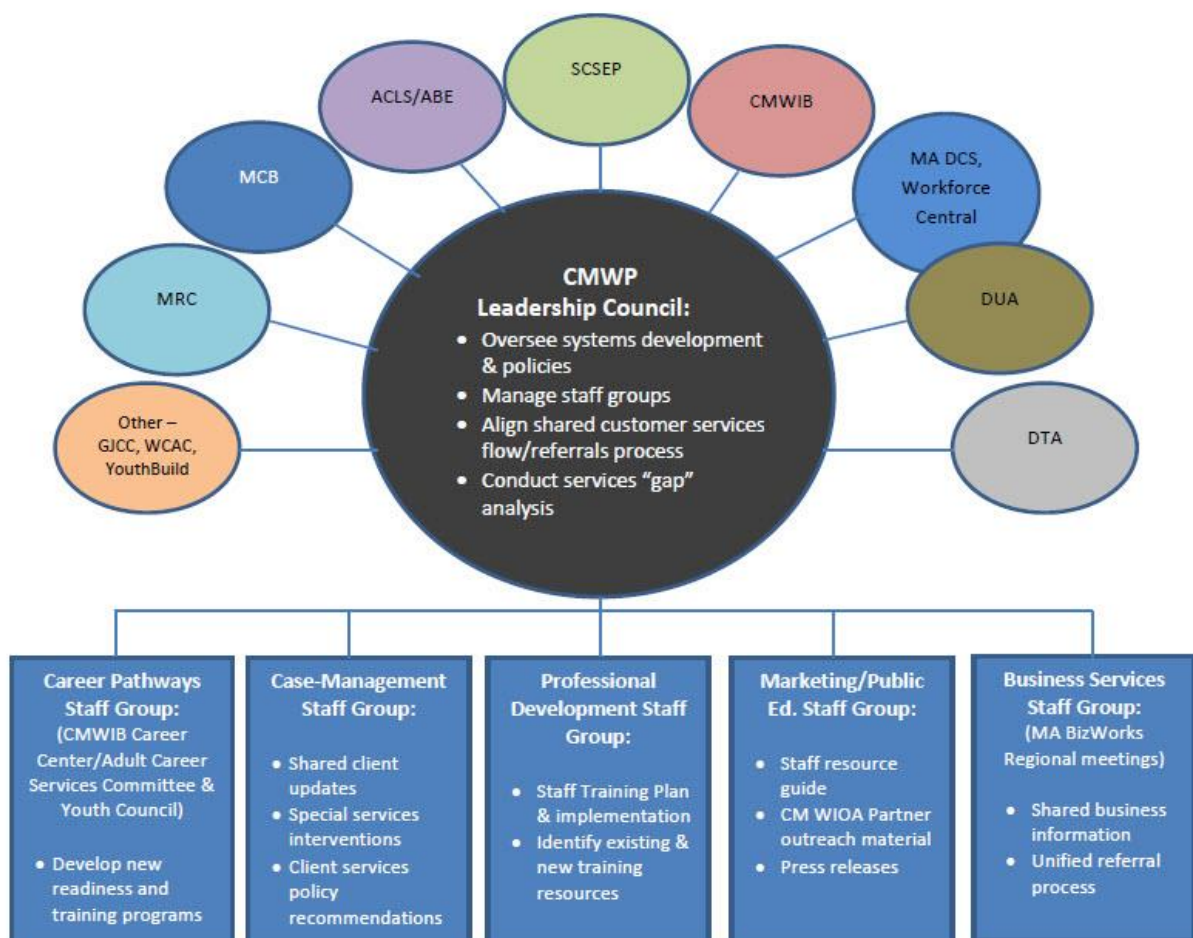 SCSEP
ACLS/ABE
CMWIB
MCB
MA DCS,
Workforce
Central
MRC
DUA
Other –
GJCC, WCAC,
YouthBuild
DTA
CMWP
Leadership Council:
• Oversee systems development
& policies
• Manage staff groups
• Align shared customer services
flow/referrals process
• Conduct services “gap”
analysis
Career Pathways
Staff Group:
(CMWIB Career
Center/Adult Career
Services Committee &
Youth Council)
• Develop new
readiness and
training programs
Case-Management
Staff Group:
• Shared client
updates
• Special services
interventions
• Client services
policy
recommendations
Professional
Development Staff
Group:
• Staff Training Plan
& implementation
• Identify existing &
new training
resources
Marketing/Public
Ed. Staff Group:
• Staff resource
guide
• CM WIOA Partner
outreach material
• Press releases
Business Services
Staff Group:
(MA BizWorks
Regional meetings)
• Shared business
information
• Unified referral
process